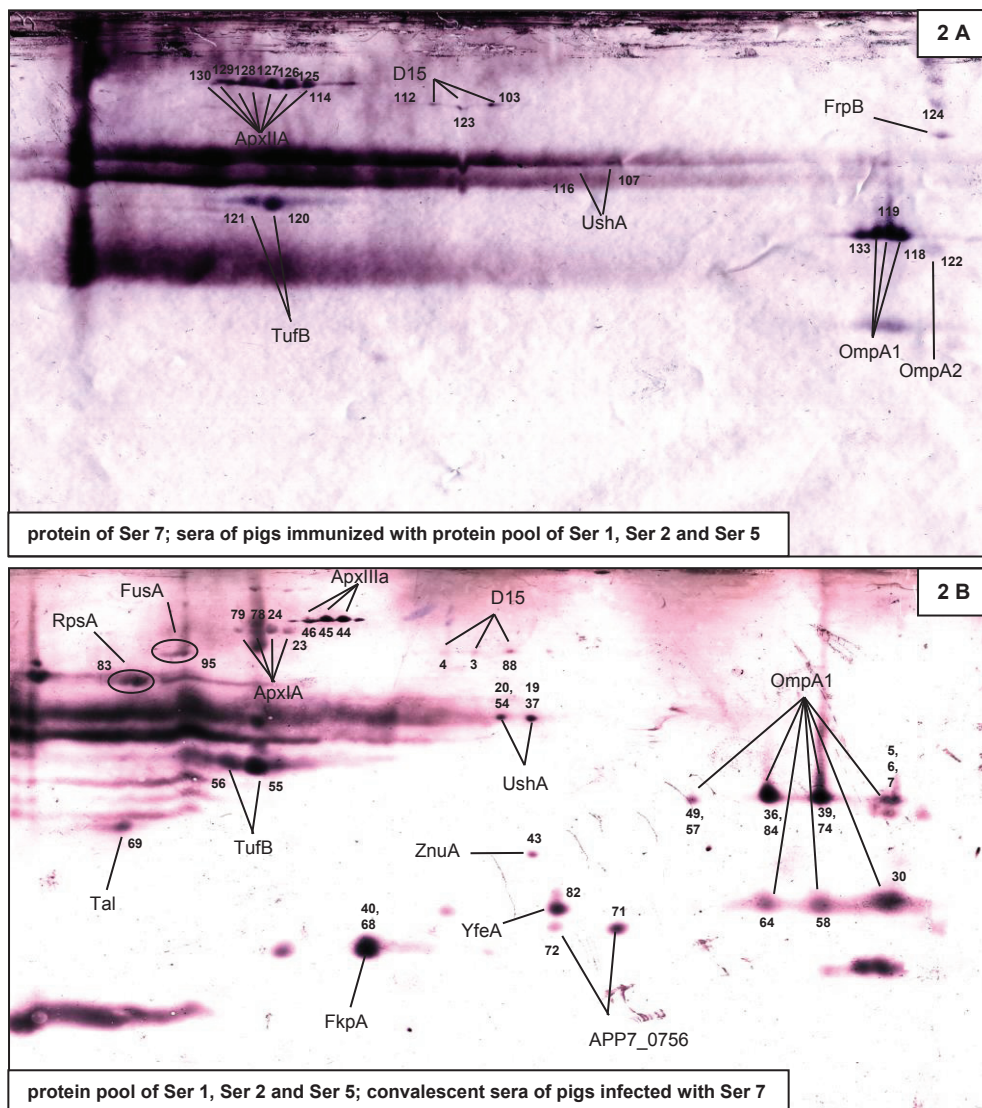 2 A
129 128 127 126 125
130
114
ApxIIA
D15
112
103
123
124
FrpB
116
107
UshA
121
120
TufB
119
133
118
122
OmpA1
OmpA2
protein of Ser 7; sera of pigs immunized with protein pool of Ser 1, Ser 2 and Ser 5
2 B
ApxIIIa
FusA
D15
79 78 24
46 45 44
RpsA
23
83
95
4 3 88
ApxIA
OmpA1
20, 19
54 37
UshA
5,
6,
7
56
55
49, 36, 39,
57 84 74
69
TufB
ZnuA
43
Tal
82
30
40,
68
YfeA
71
64
58
72
FkpA
APP7_0756
protein pool of Ser 1, Ser 2 and Ser 5; convalescent sera of pigs infected with Ser 7